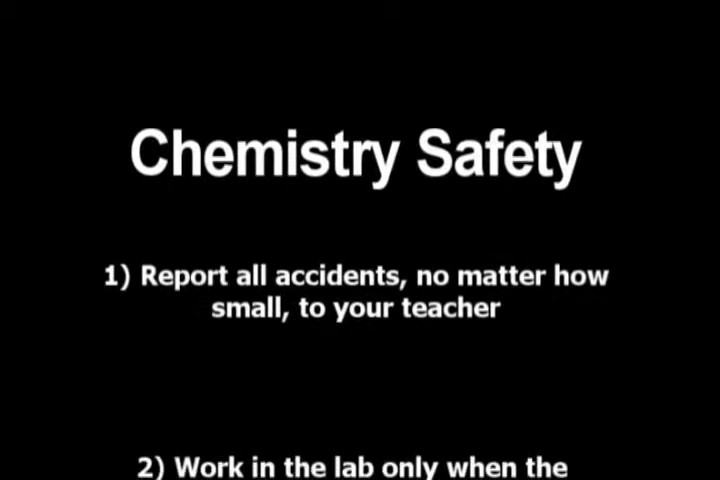 Chemistry Safety
1) Report all accidents, no matter how
small, to your teacher
2) Work in the lab only when the